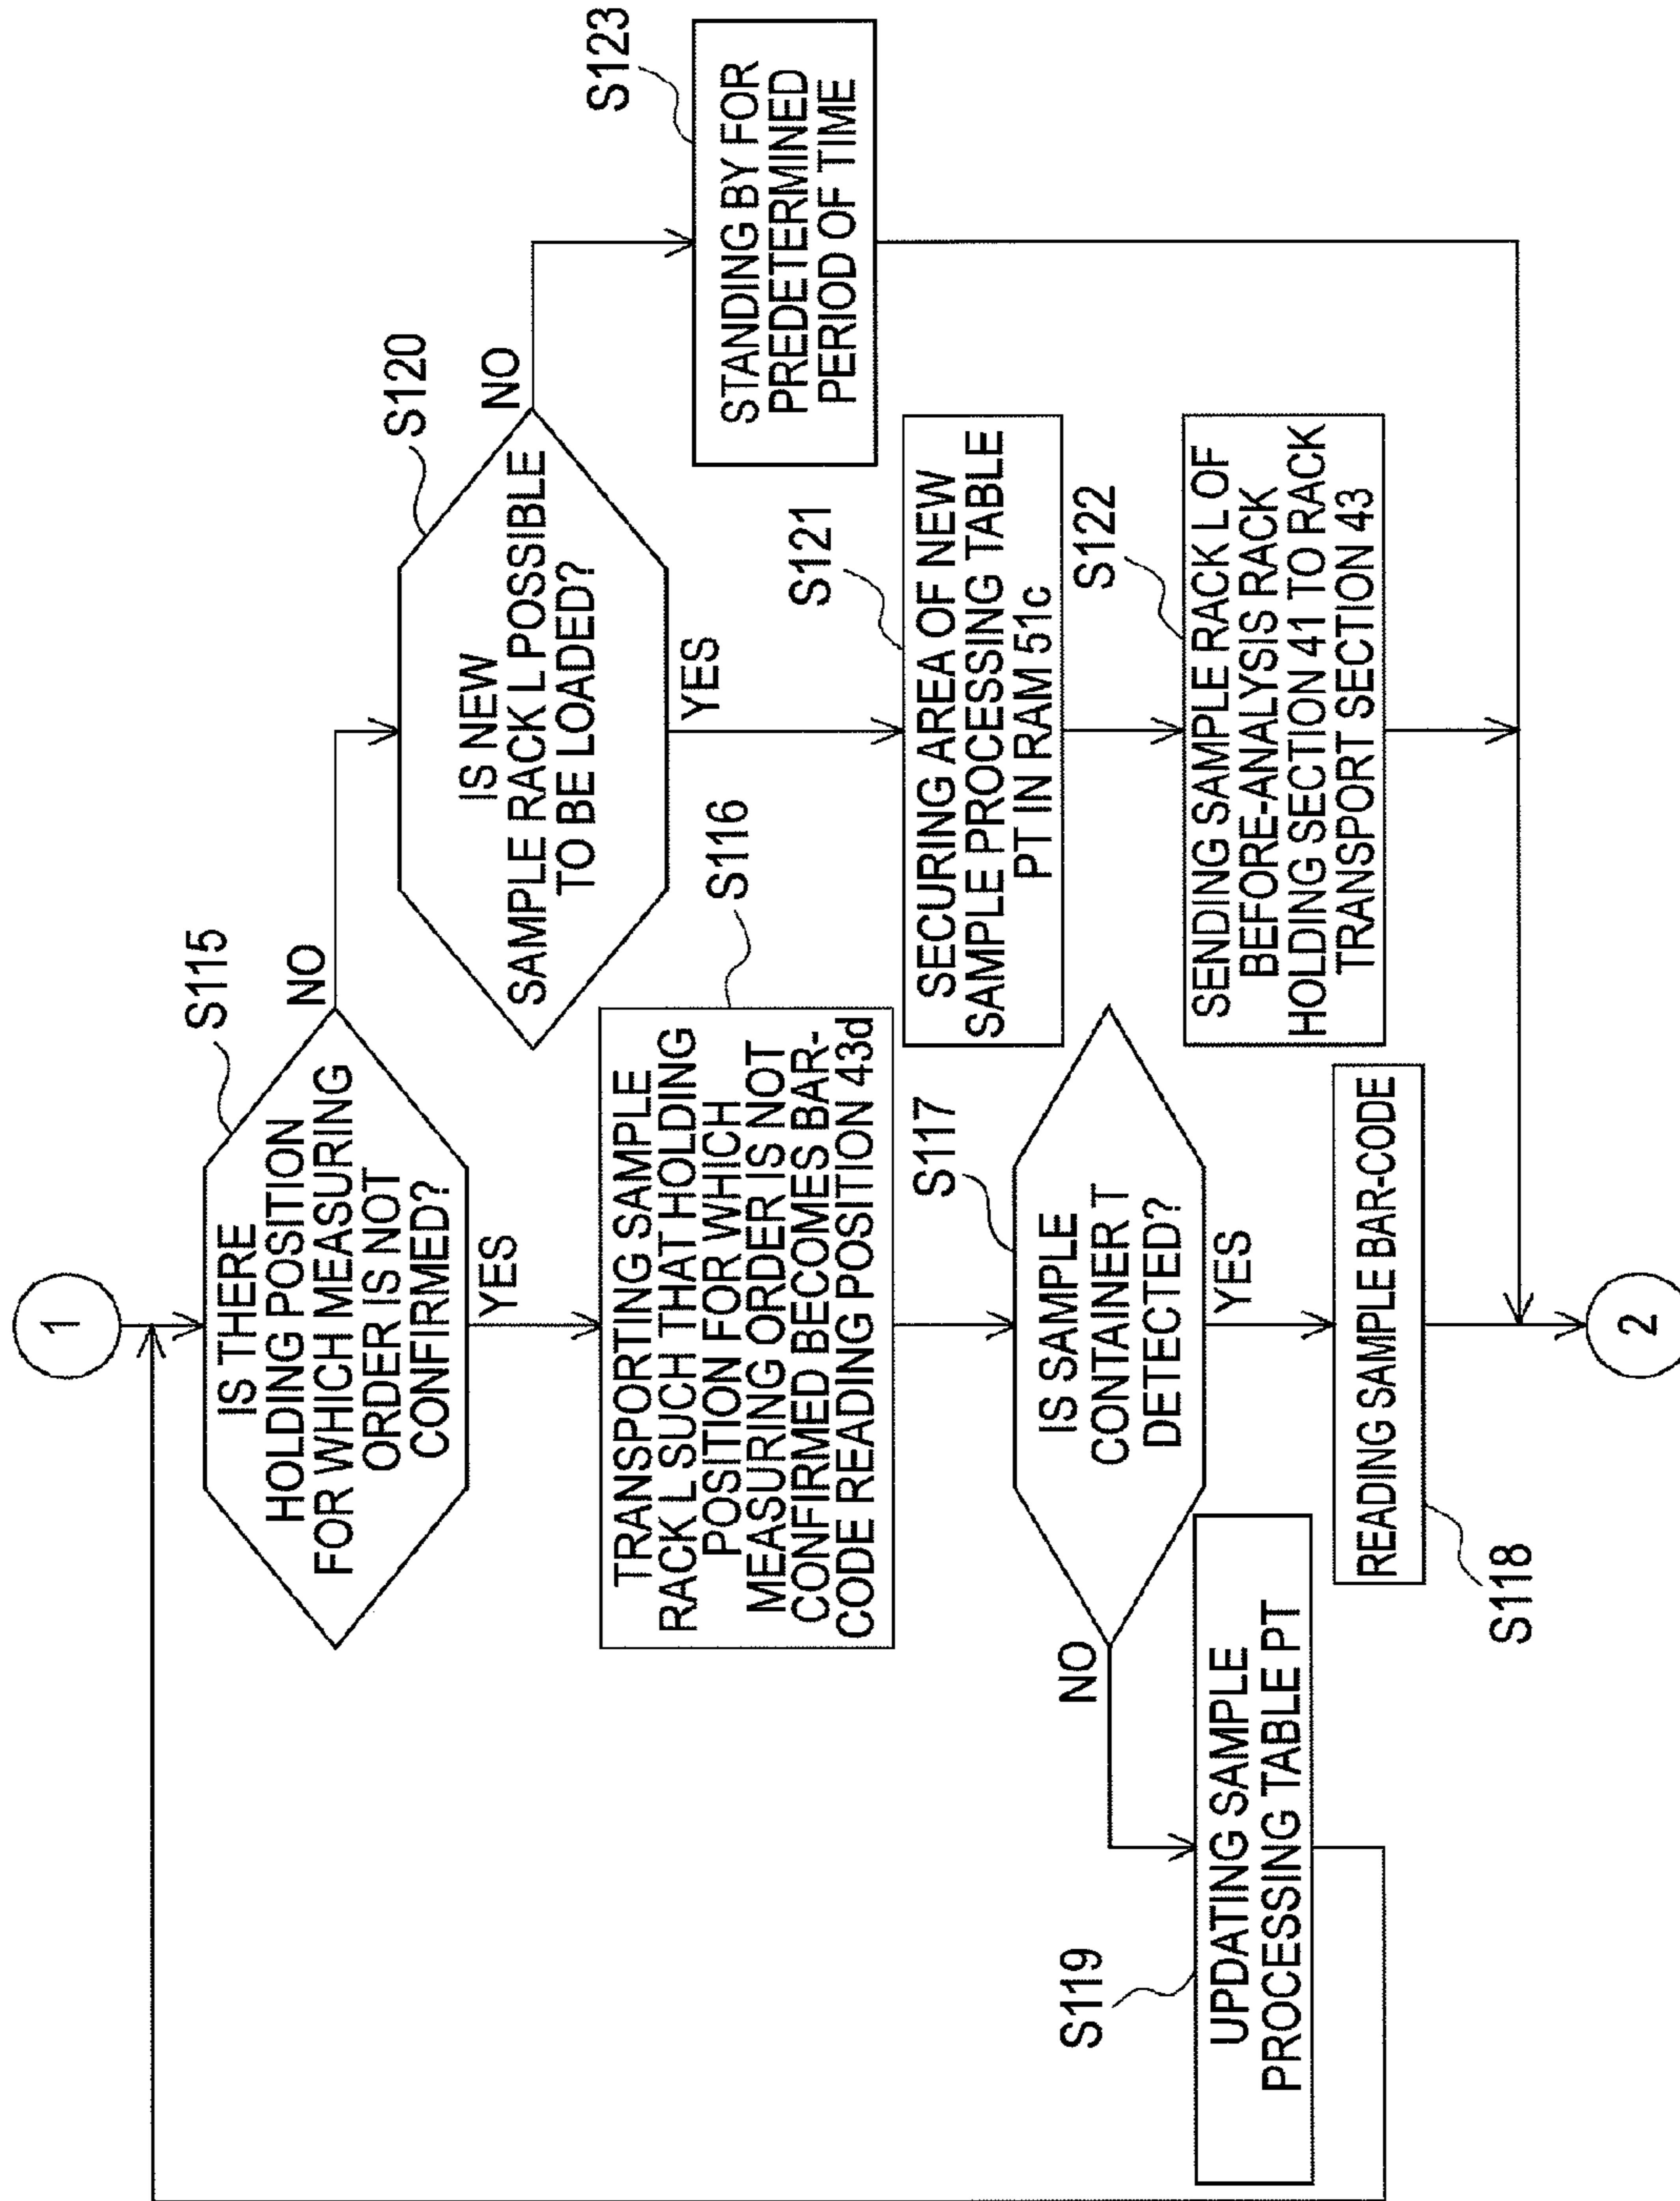 1
S115
IS THERE
HOLDING POSITION
FOR WHICH MEASURING
ORDER IS NOT
CONFIRMED?
NO
YES
S116
TRANSPORTING SAMPLE
RACK L SUCH THAT HOLDING
POSITION FOR WHICH
MEASURING ORDER IS NOT
CONFIRMED BECOMES BAR-
CODE READING POSITION 43d
S117
IS SAMPLE
CONTAINER T
DETECTED?
NO
YES
S119
UPDATING SAMPLE
PROCESSING TABLE PT
READING SAMPLE BAR-CODE
S118
S120
IS NEW
SAMPLE RACK L POSSIBLE
TO BE LOADED?
NO
YES
S121
SECURING AREA OF NEW
SAMPLE PROCESSING TABLE
PT IN RAM 51c
S122
SENDING SAMPLE RACK L OF
BEFORE-ANALYSIS RACK
HOLDING SECTION 41 TO RACK
TRANSPORT SECTION 43
S123
STANDING BY FOR
PREDETERMINED
PERIOD OF TIME
2